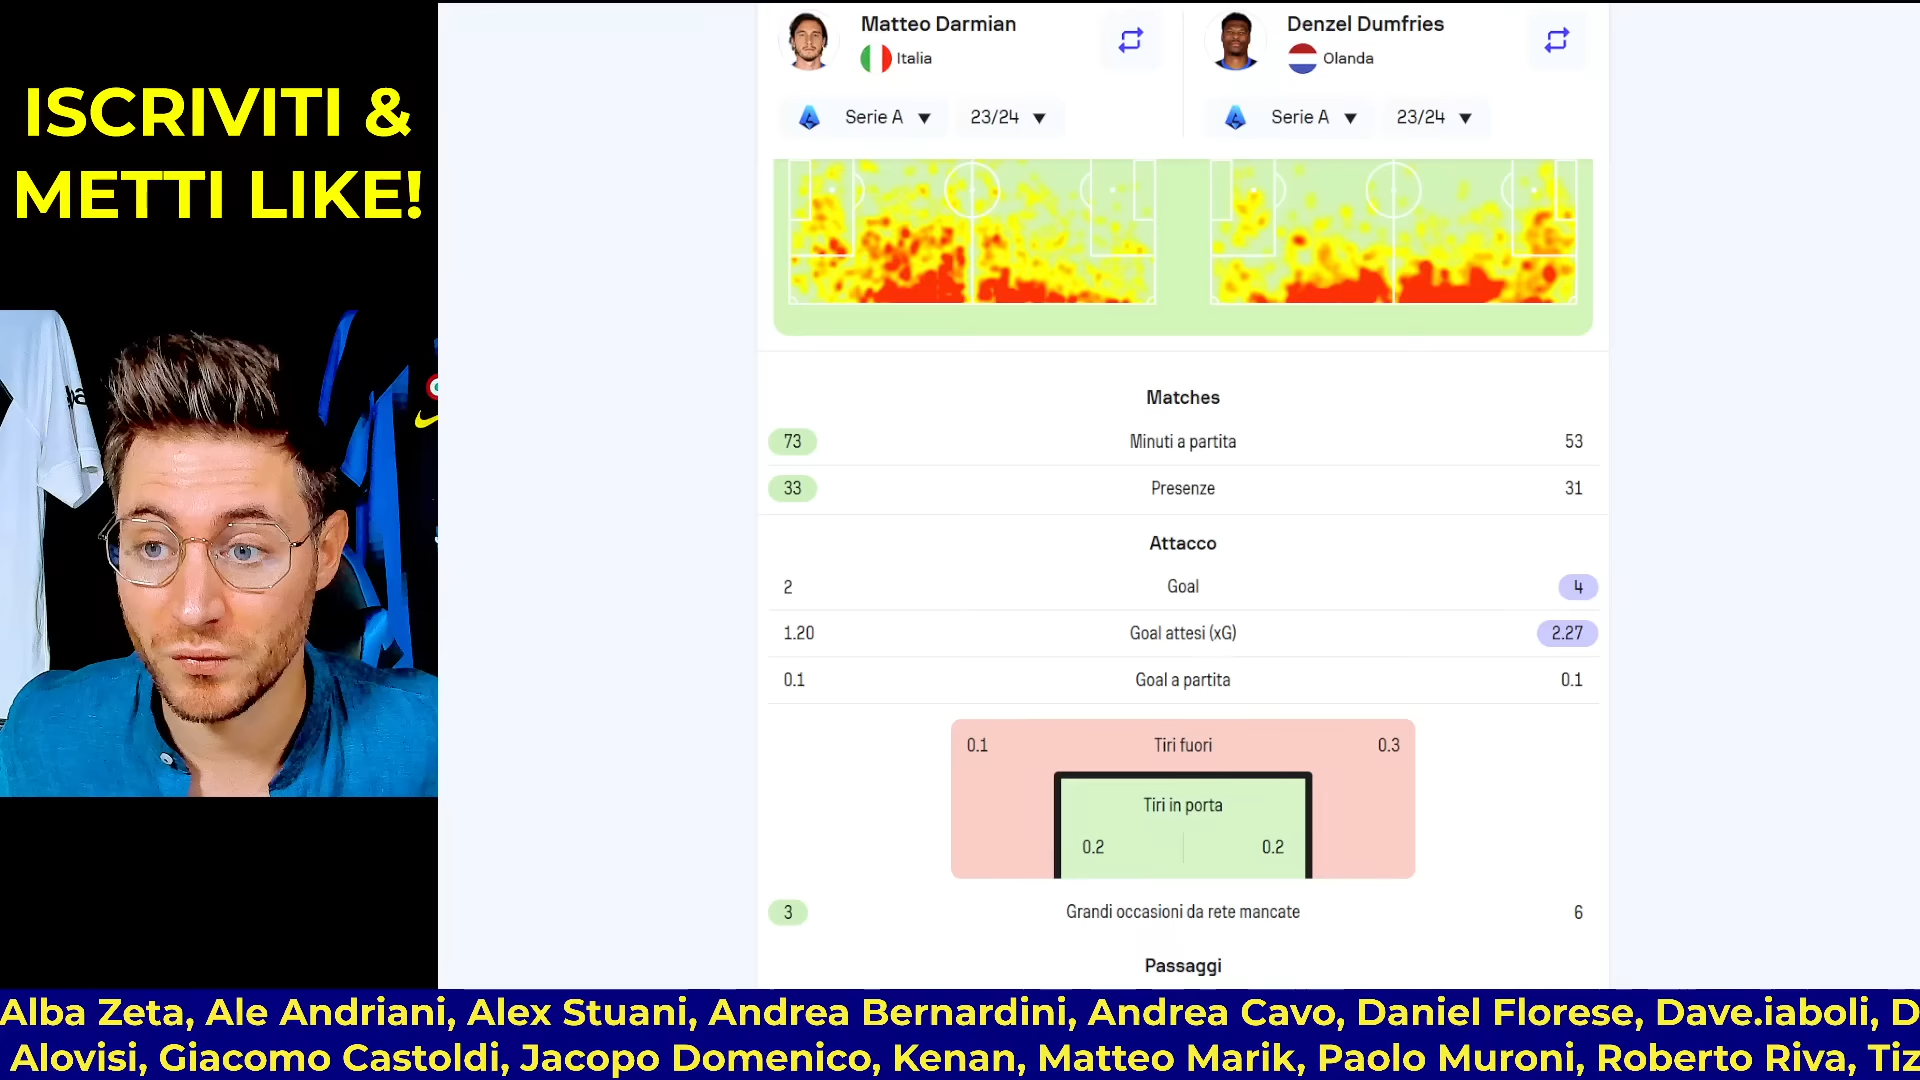 ISCRIVITI &
METTI LIKE!
Matteo Darmian
Italia
Serie A
23/24
Denzel Dumfries
Olanda
Serie A
23/24
Matches
73 Minuti a partita 53
33 Presenze 31
Attacco
2 Goal 4
1.20 Goal attesi (xG) 2.27
0.1 Goal a partita 0.1
0.1 Tiri fuori 0.3
Tiri in porta
0.2 0.2
3 Grandi occasioni da rete mancate 6
Passaggi
Alba Zeta, Ale Andriani, Alex Stuani, Andrea Bernardini, Andrea Cavo, Daniel Florese, Dave.iaboli, D
Alovisi, Giacomo Castoldi, Jacopo Domenico, Kenan, Matteo Marik, Paolo Muroni, Roberto Riva, Tiz